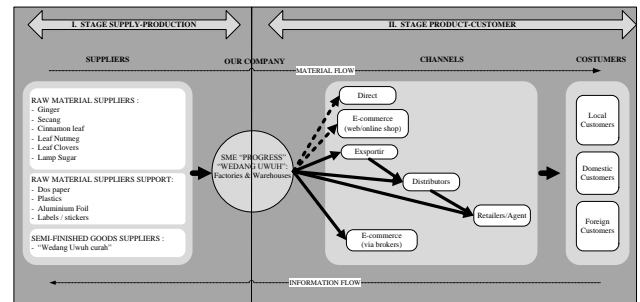 I. STAGE SUPPLY-PRODUCTION
II. STAGE PRODUCT-CUSTOMER
SUPPLIERS
OUR COMPANY
CHANNELS
COSTUMERS
MATERIAL FLOW
RAW MATERIAL SUPPLIERS :
- Ginger
- Secang
- Cinnamon leaf
- Leaf Nutmeg
- Leaf Clovers
- Lamp Sugar
RAW MATERIALS SUPPLIERS SUPPORT:
- Dos paper
- Plastics
- Aluminium Foil
- Labels / stickers
SEMI-FINISHED GOODS SUPPLIERS :
- “Wedang Uwuh curah”
SME “PROGRESS”
“WEDANG UWUH”:
Factories & Warehouses
Direct
E-commerce
(web/online shop)
Exsportir
Distributors
Retailers/Agent
E-commerce
(via brokers)
Local
Customers
Domestic
Customers
Foreign
Customers
INFORMATION FLOW